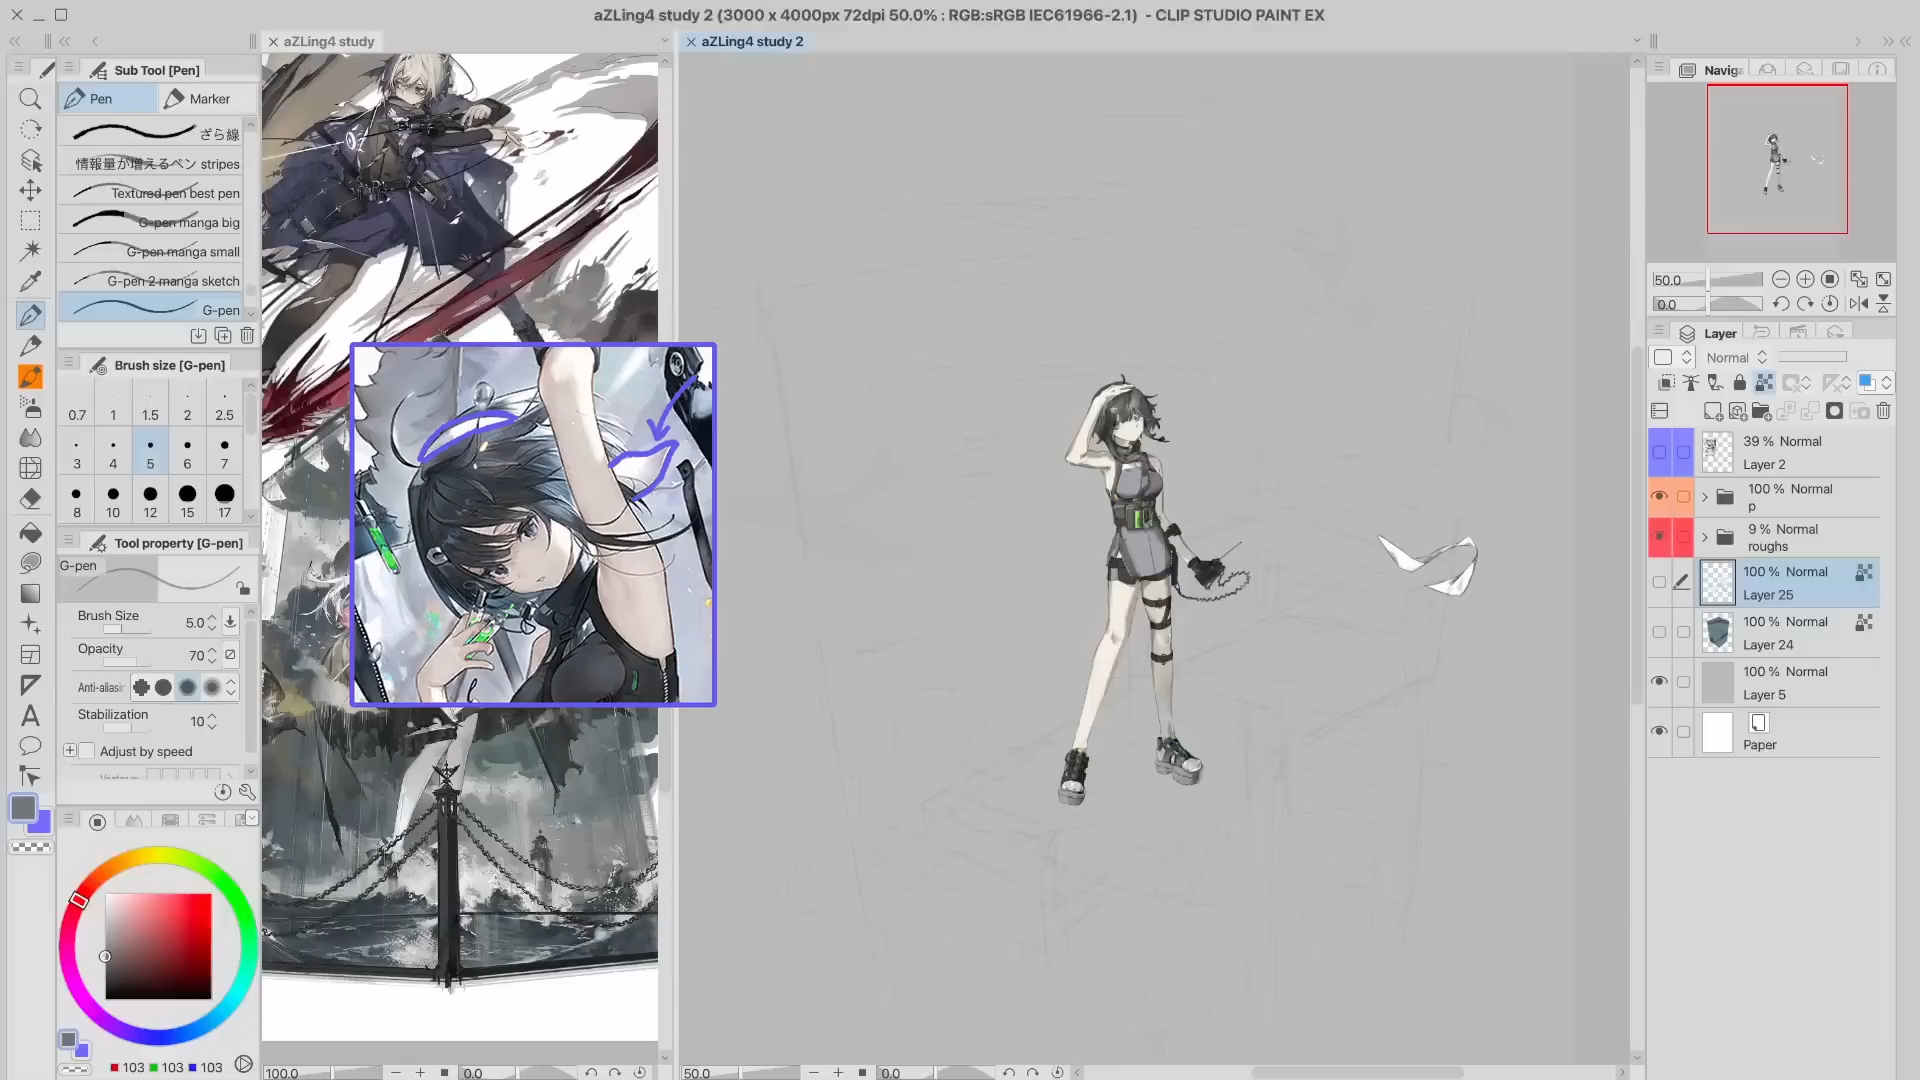 aZLing4 study 2 (3000 x 4000px 72dpi 50.0% : RGB:sRGB IEC61966-2.1) - CLIP STUDIO PAINT EX
aZLing4 study
aZLing4 study 2
Sub Tool [Pen]
Pen
Marker
ざら線
情報量が増えるペン stripes
Textured pen best pen
G-pen manga big
G-pen manga small
G-pen 2 manga sketch
G-pen
Brush size [G-pen]
0.7 1 1.5 2 2.5
3 4 5 6 7
8 10 12 15 17
Tool property [G-pen]
G-pen
Brush Size 5.0
Opacity 70
Anti-aliasin
Stabilization 10
Adjust by speed
103 103 103
100.0 0.0
50.0 0.0
Navig
50.0
0.0
Layer
Normal
39 % Normal
Layer 2
100 % Normal
p
9 % Normal
roughs
100 % Normal
Layer 25
100 % Normal
Layer 24
100 % Normal
Layer 5
Paper